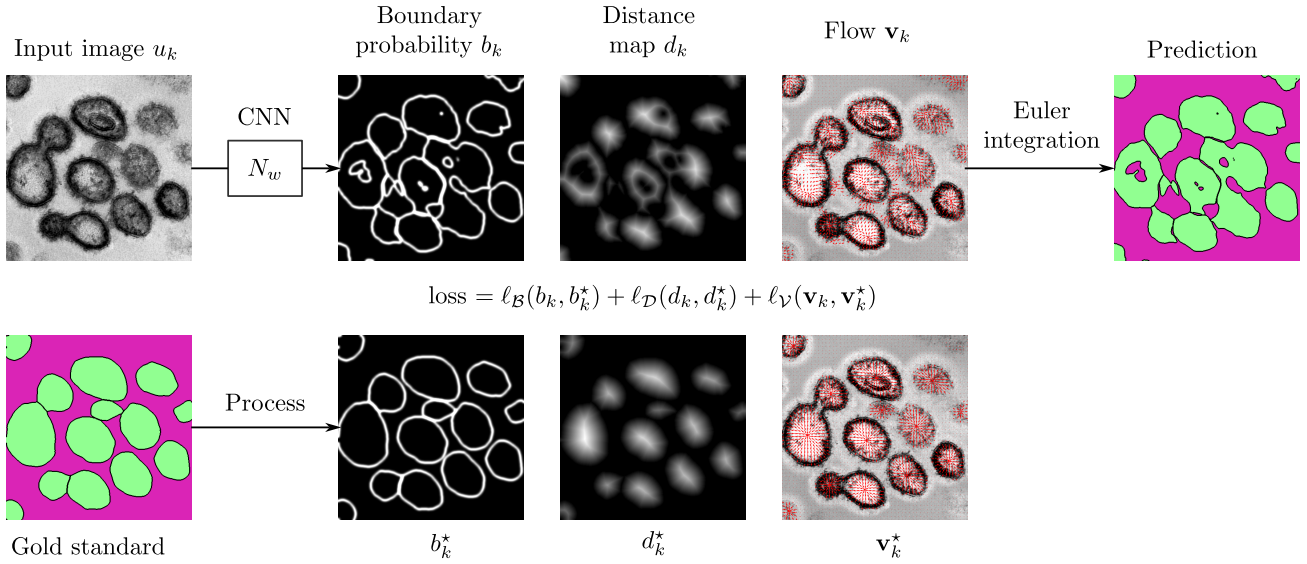 Input image u_k
Boundary
probability b_k
Distance
map d_k
Flow v_k
Prediction
CNN
N_w
Euler
integration
loss = ℓ_B(b_k, b_k^⋆) + ℓ_D(d_k, d_k^⋆) + ℓ_V(v_k, v_k^⋆)
Process
Gold standard
b_k^⋆
d_k^⋆
v_k^⋆